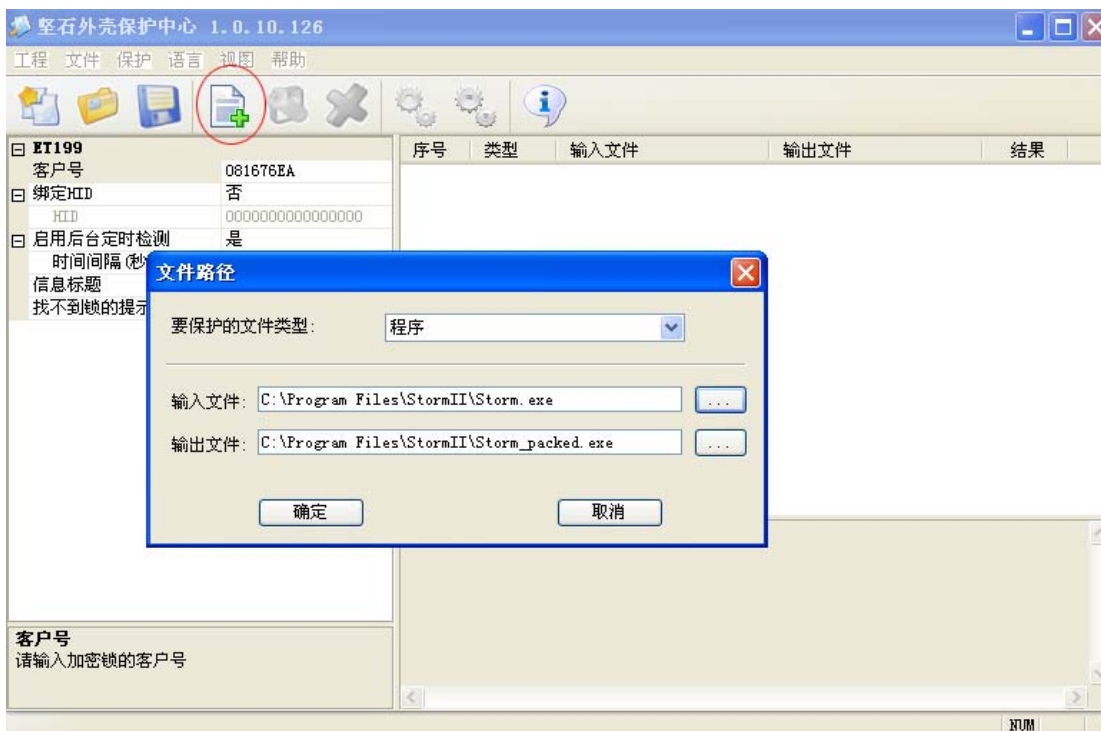 坚石外壳保护中心 1.0.10.126
工程 文件 保护 语言 视图 帮助
ET199
客户号 081676EA
绑定HID 否
HID 0000000000000000
启用后台定时检测 是
时间间隔(秒
信息标题
找不到锁的提示
序号 类型 输入文件 输出文件 结果
文件路径
要保护的文件类型: 程序
输入文件: C:\Program Files\StormII\Storm.exe ...
输出文件: C:\Program Files\StormII\Storm_packed.exe ...
确定 取消
客户号
请输入加密锁的客户号
NUM